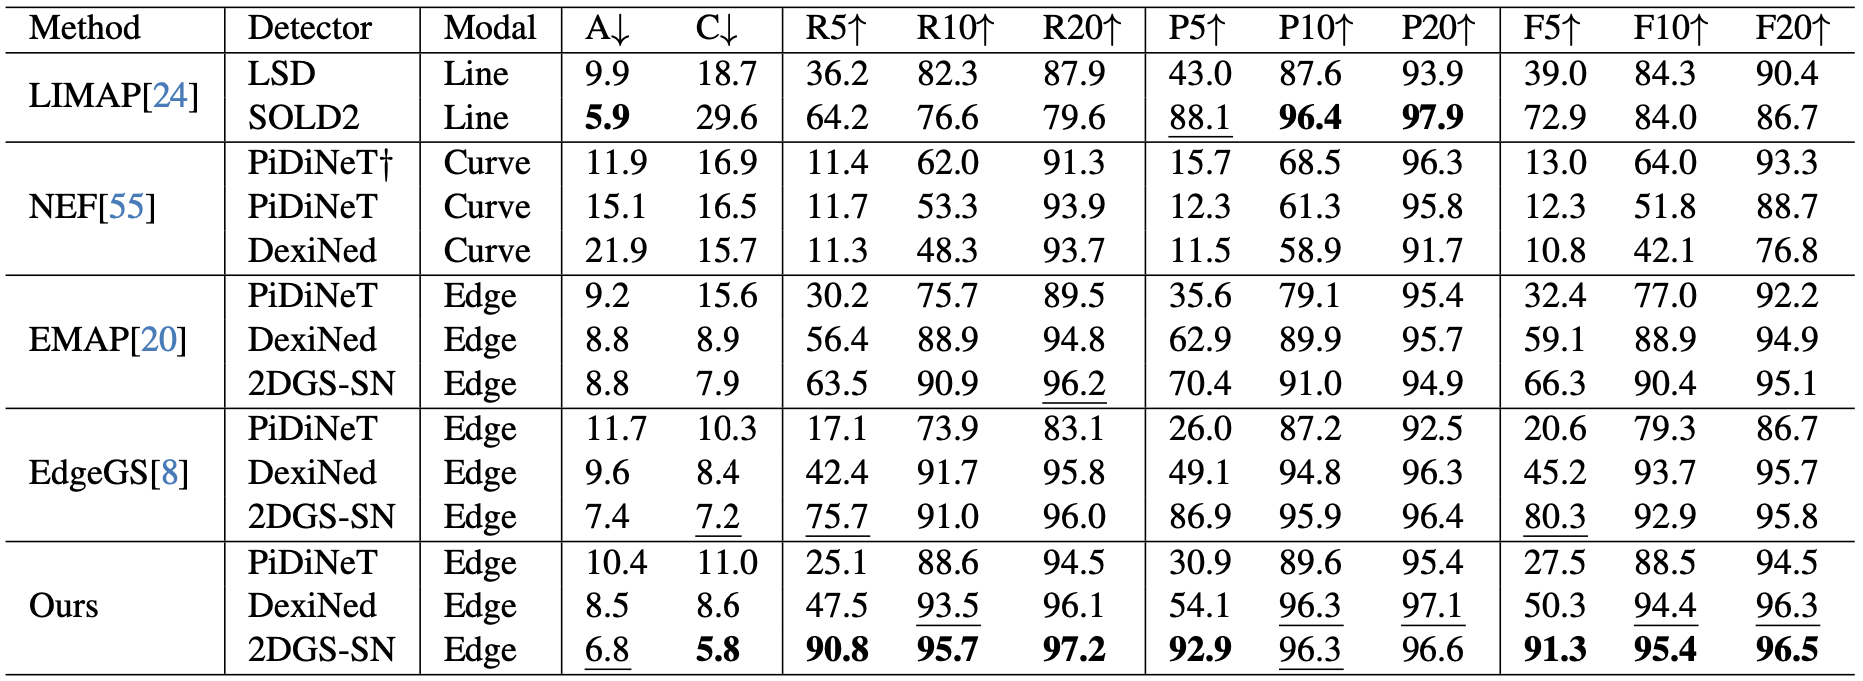 Method Detector Modal A↓ C↓ R5↑ R10↑ R20↑ P5↑ P10↑ P20↑ F5↑ F10↑ F20↑
LIMAP[24] LSD Line 9.9 18.7 36.2 82.3 87.9 43.0 87.6 93.9 39.0 84.3 90.4
SOLD2 Line 5.9 29.6 64.2 76.6 79.6 88.1 96.4 97.9 72.9 84.0 86.7
PiDiNeT† Curve 11.9 16.9 11.4 62.0 91.3 15.7 68.5 96.3 13.0 64.0 93.3
NEF[55] PiDiNeT Curve 15.1 16.5 11.7 53.3 93.9 12.3 61.3 95.8 12.3 51.8 88.7
DexiNed Curve 21.9 15.7 11.3 48.3 93.7 11.5 58.9 91.7 10.8 42.1 76.8
PiDiNeT Edge 9.2 15.6 30.2 75.7 89.5 35.6 79.1 95.4 32.4 77.0 92.2
EMAP[20] DexiNed Edge 8.8 8.9 56.4 88.9 94.8 62.9 89.9 95.7 59.1 88.9 94.9
2DGS-SN Edge 8.8 7.9 63.5 90.9 96.2 70.4 91.0 94.9 66.3 90.4 95.1
PiDiNeT Edge 11.7 10.3 17.1 73.9 83.1 26.0 87.2 92.5 20.6 79.3 86.7
EdgeGS[8] DexiNed Edge 9.6 8.4 42.4 91.7 95.8 49.1 94.8 96.3 45.2 93.7 95.7
2DGS-SN Edge 7.4 7.2 75.7 91.0 96.0 86.9 95.9 96.4 80.3 92.9 95.8
PiDiNeT Edge 10.4 11.0 25.1 88.6 94.5 30.9 89.6 95.4 27.5 88.5 94.5
Ours DexiNed Edge 8.5 8.6 47.5 93.5 96.1 54.1 96.3 97.1 50.3 94.4 96.3
2DGS-SN Edge 6.8 5.8 90.8 95.7 97.2 92.9 96.3 96.6 91.3 95.4 96.5